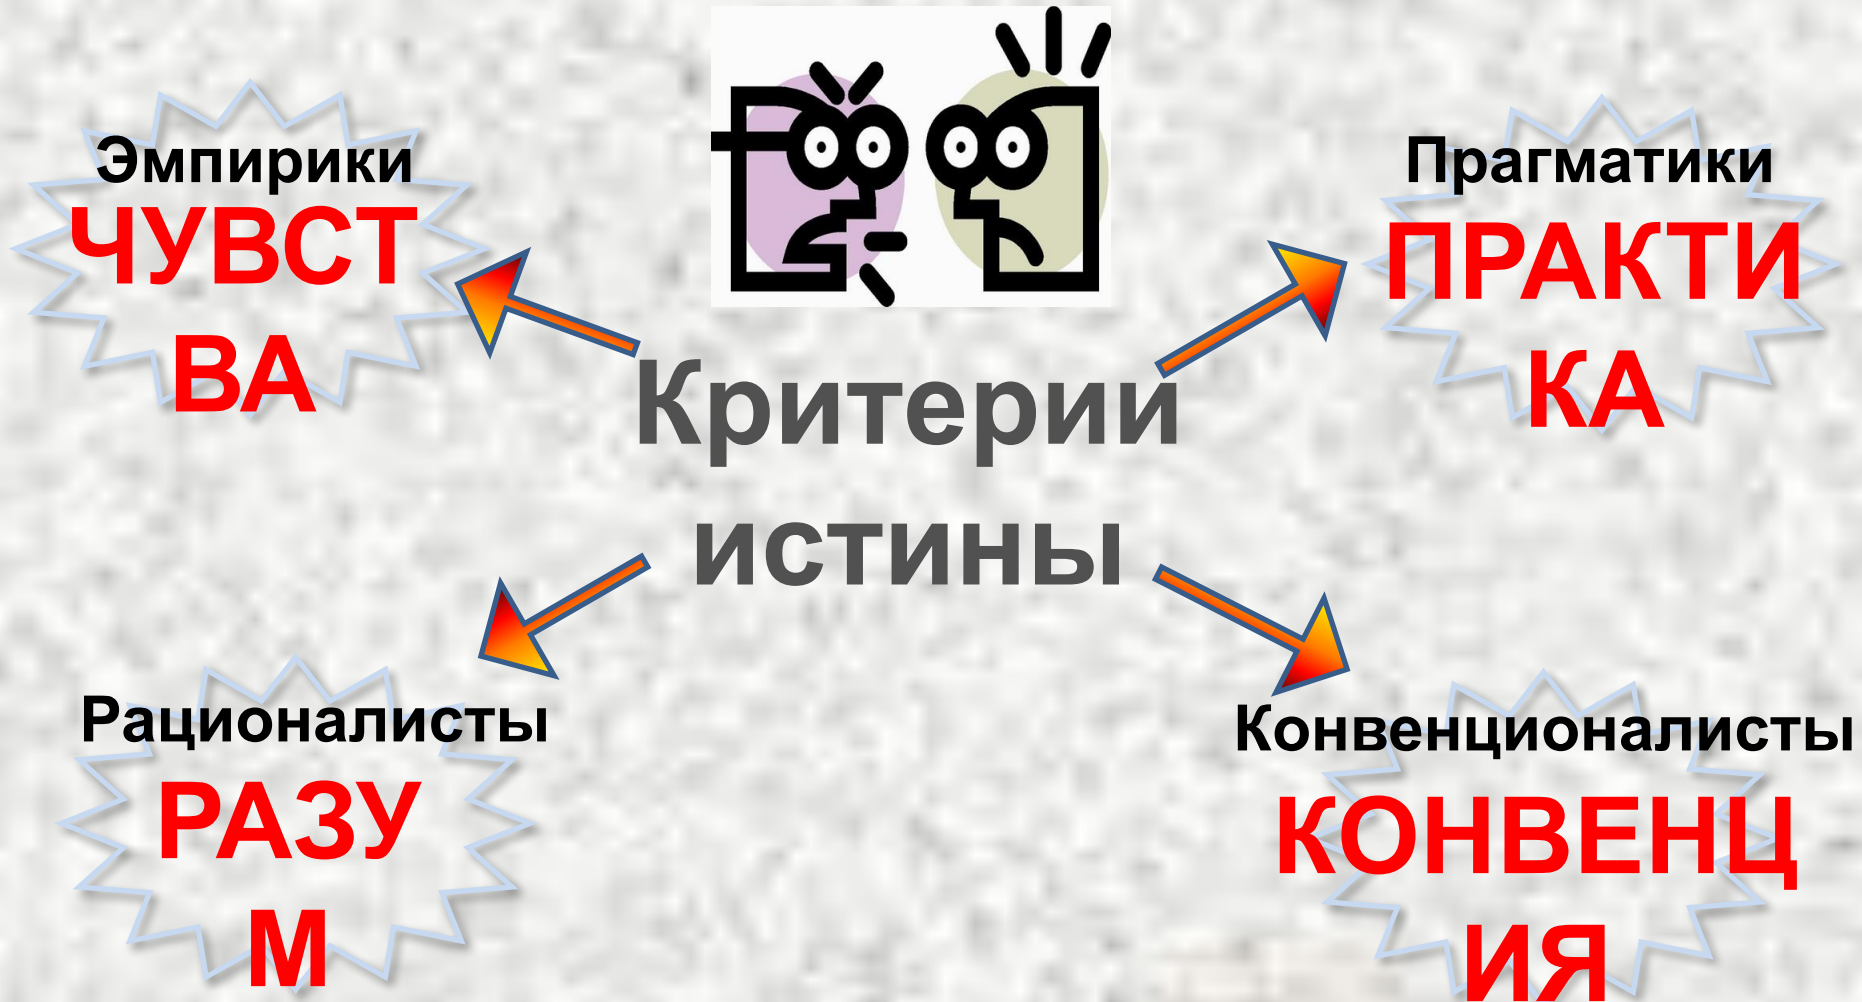 Эмпирики
ЧУВСТ
ВА
Прагматики
ПРАКТИ
КА
Критерии
истины
Рационалисты
РАЗУ
М
Конвенционалисты
КОНВЕНЦ
ИЯ